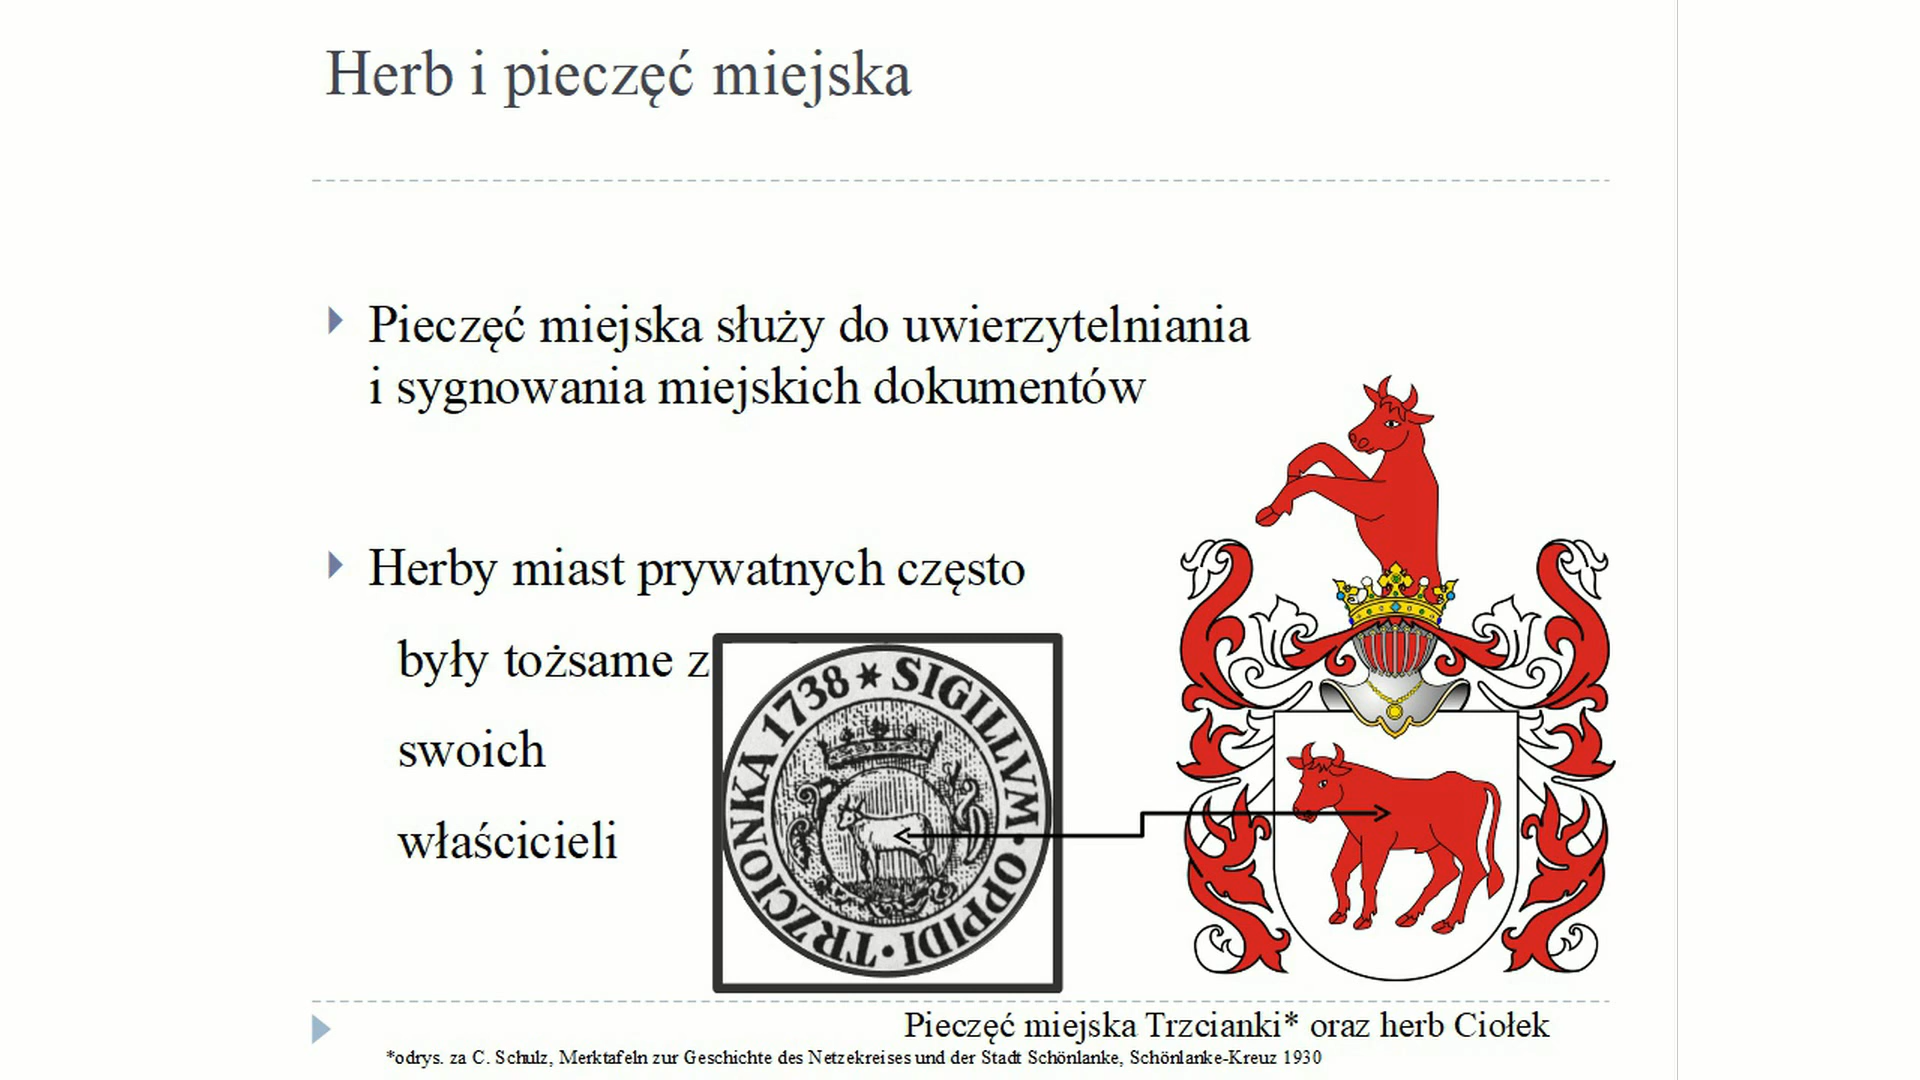 Herb i pieczęć miejska
Pieczęć miejska służy do uwierzytelniania
i sygnowania miejskich dokumentów
Herby miast prywatnych często
były tożsame z
swoich
właścicieli
SIGILLVM · OPPIDI · TRZCIONKA 1738 *
Pieczęć miejska Trzcianki* oraz herb Ciołek
*odrys. za C. Schulz, Merktafeln zur Geschichte des Netzekreises und der Stadt Schönlanke, Schönlanke-Kreuz 1930